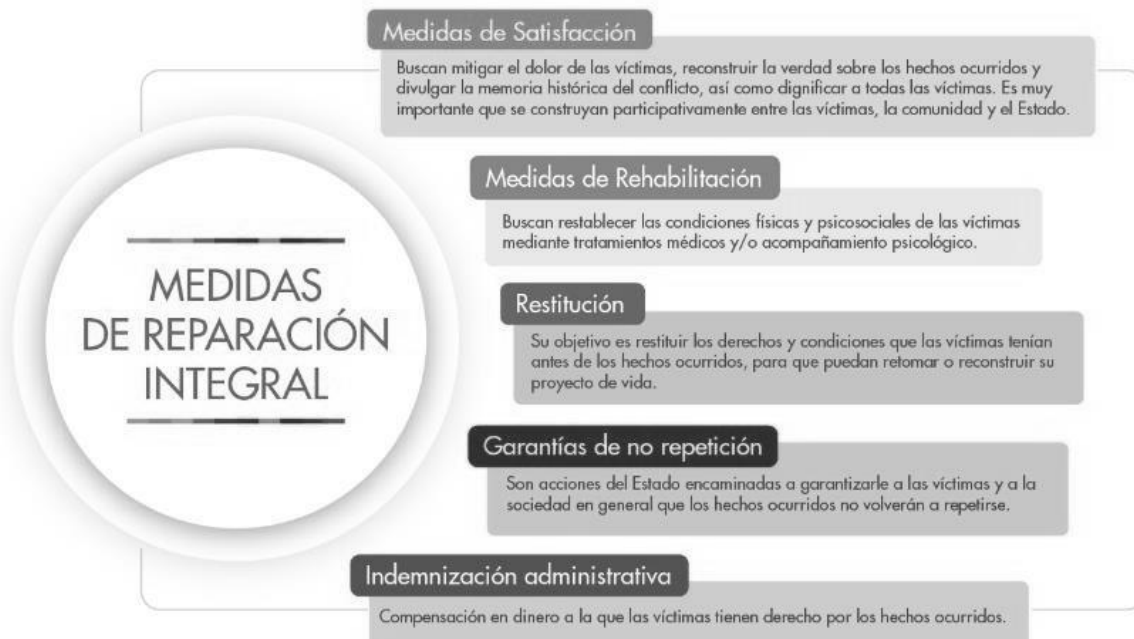 Medidas de Satisfacción
Buscan mitigar el dolor de las víctimas, reconstruir la verdad sobre los hechos ocurridos y
divulgar la memoria histórica del conflicto, así como dignificar a todas las víctimas. Es muy
importante que se construyan participativamente entre las víctimas, la comunidad y el Estado.
Medidas de Rehabilitación
Buscan restablecer las condiciones físicas y psicosociales de las víctimas
mediante tratamientos médicos y/o acompañamiento psicológico.
MEDIDAS
DE REPARACIÓN
INTEGRAL
Restitución
Su objetivo es restituir los derechos y condiciones que las víctimas tenían
antes de los hechos ocurridos, para que puedan retomar o reconstruir su
proyecto de vida.
Garantías de no repetición
Son acciones del Estado encaminadas a garantizarle a las víctimas y a la
sociedad en general que los hechos ocurridos no volverán a repetirse.
Indemnización administrativa
Compensación en dinero a la que las víctimas tienen derecho por los hechos ocurridos.